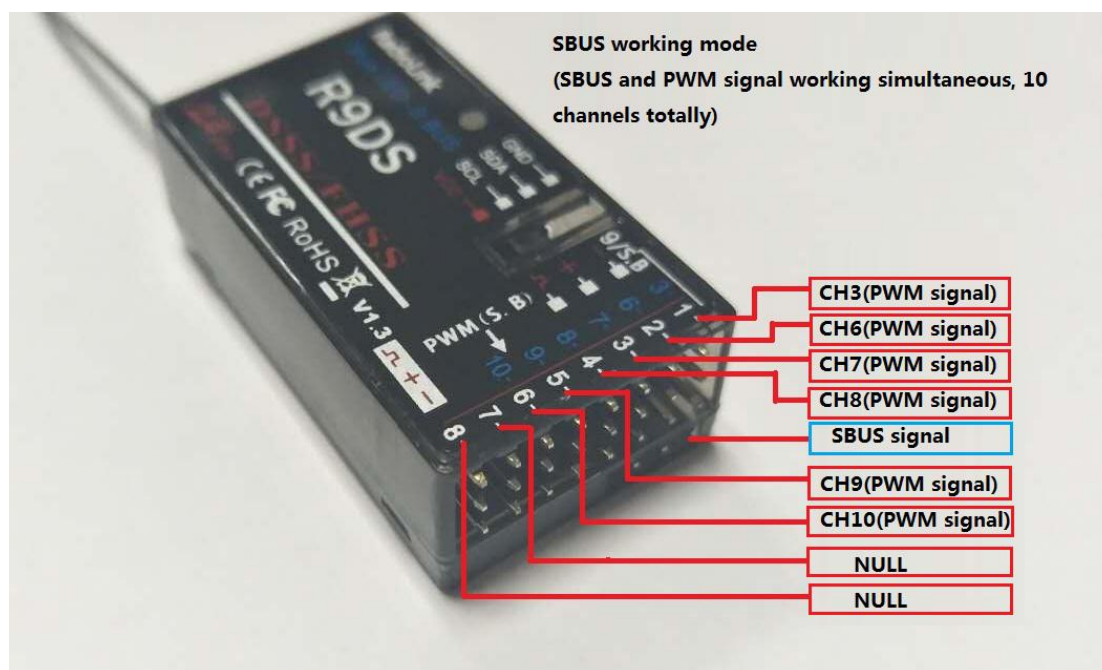 SBUS working mode
(SBUS and PWM signal working simultaneous, 10
channels totally)
RadioLink
R9DS
DSSS/FHSS
GND
SDA
SCL
VCC
CE FC RoHS V1.3
9/S.B
+
PWM(S.B)
3
6
7
8
9
10
1
2
3
4
5
6
7
8
+
CH3(PWM signal)
CH6(PWM signal)
CH7(PWM signal)
CH8(PWM signal)
SBUS signal
CH9(PWM signal)
CH10(PWM signal)
NULL
NULL